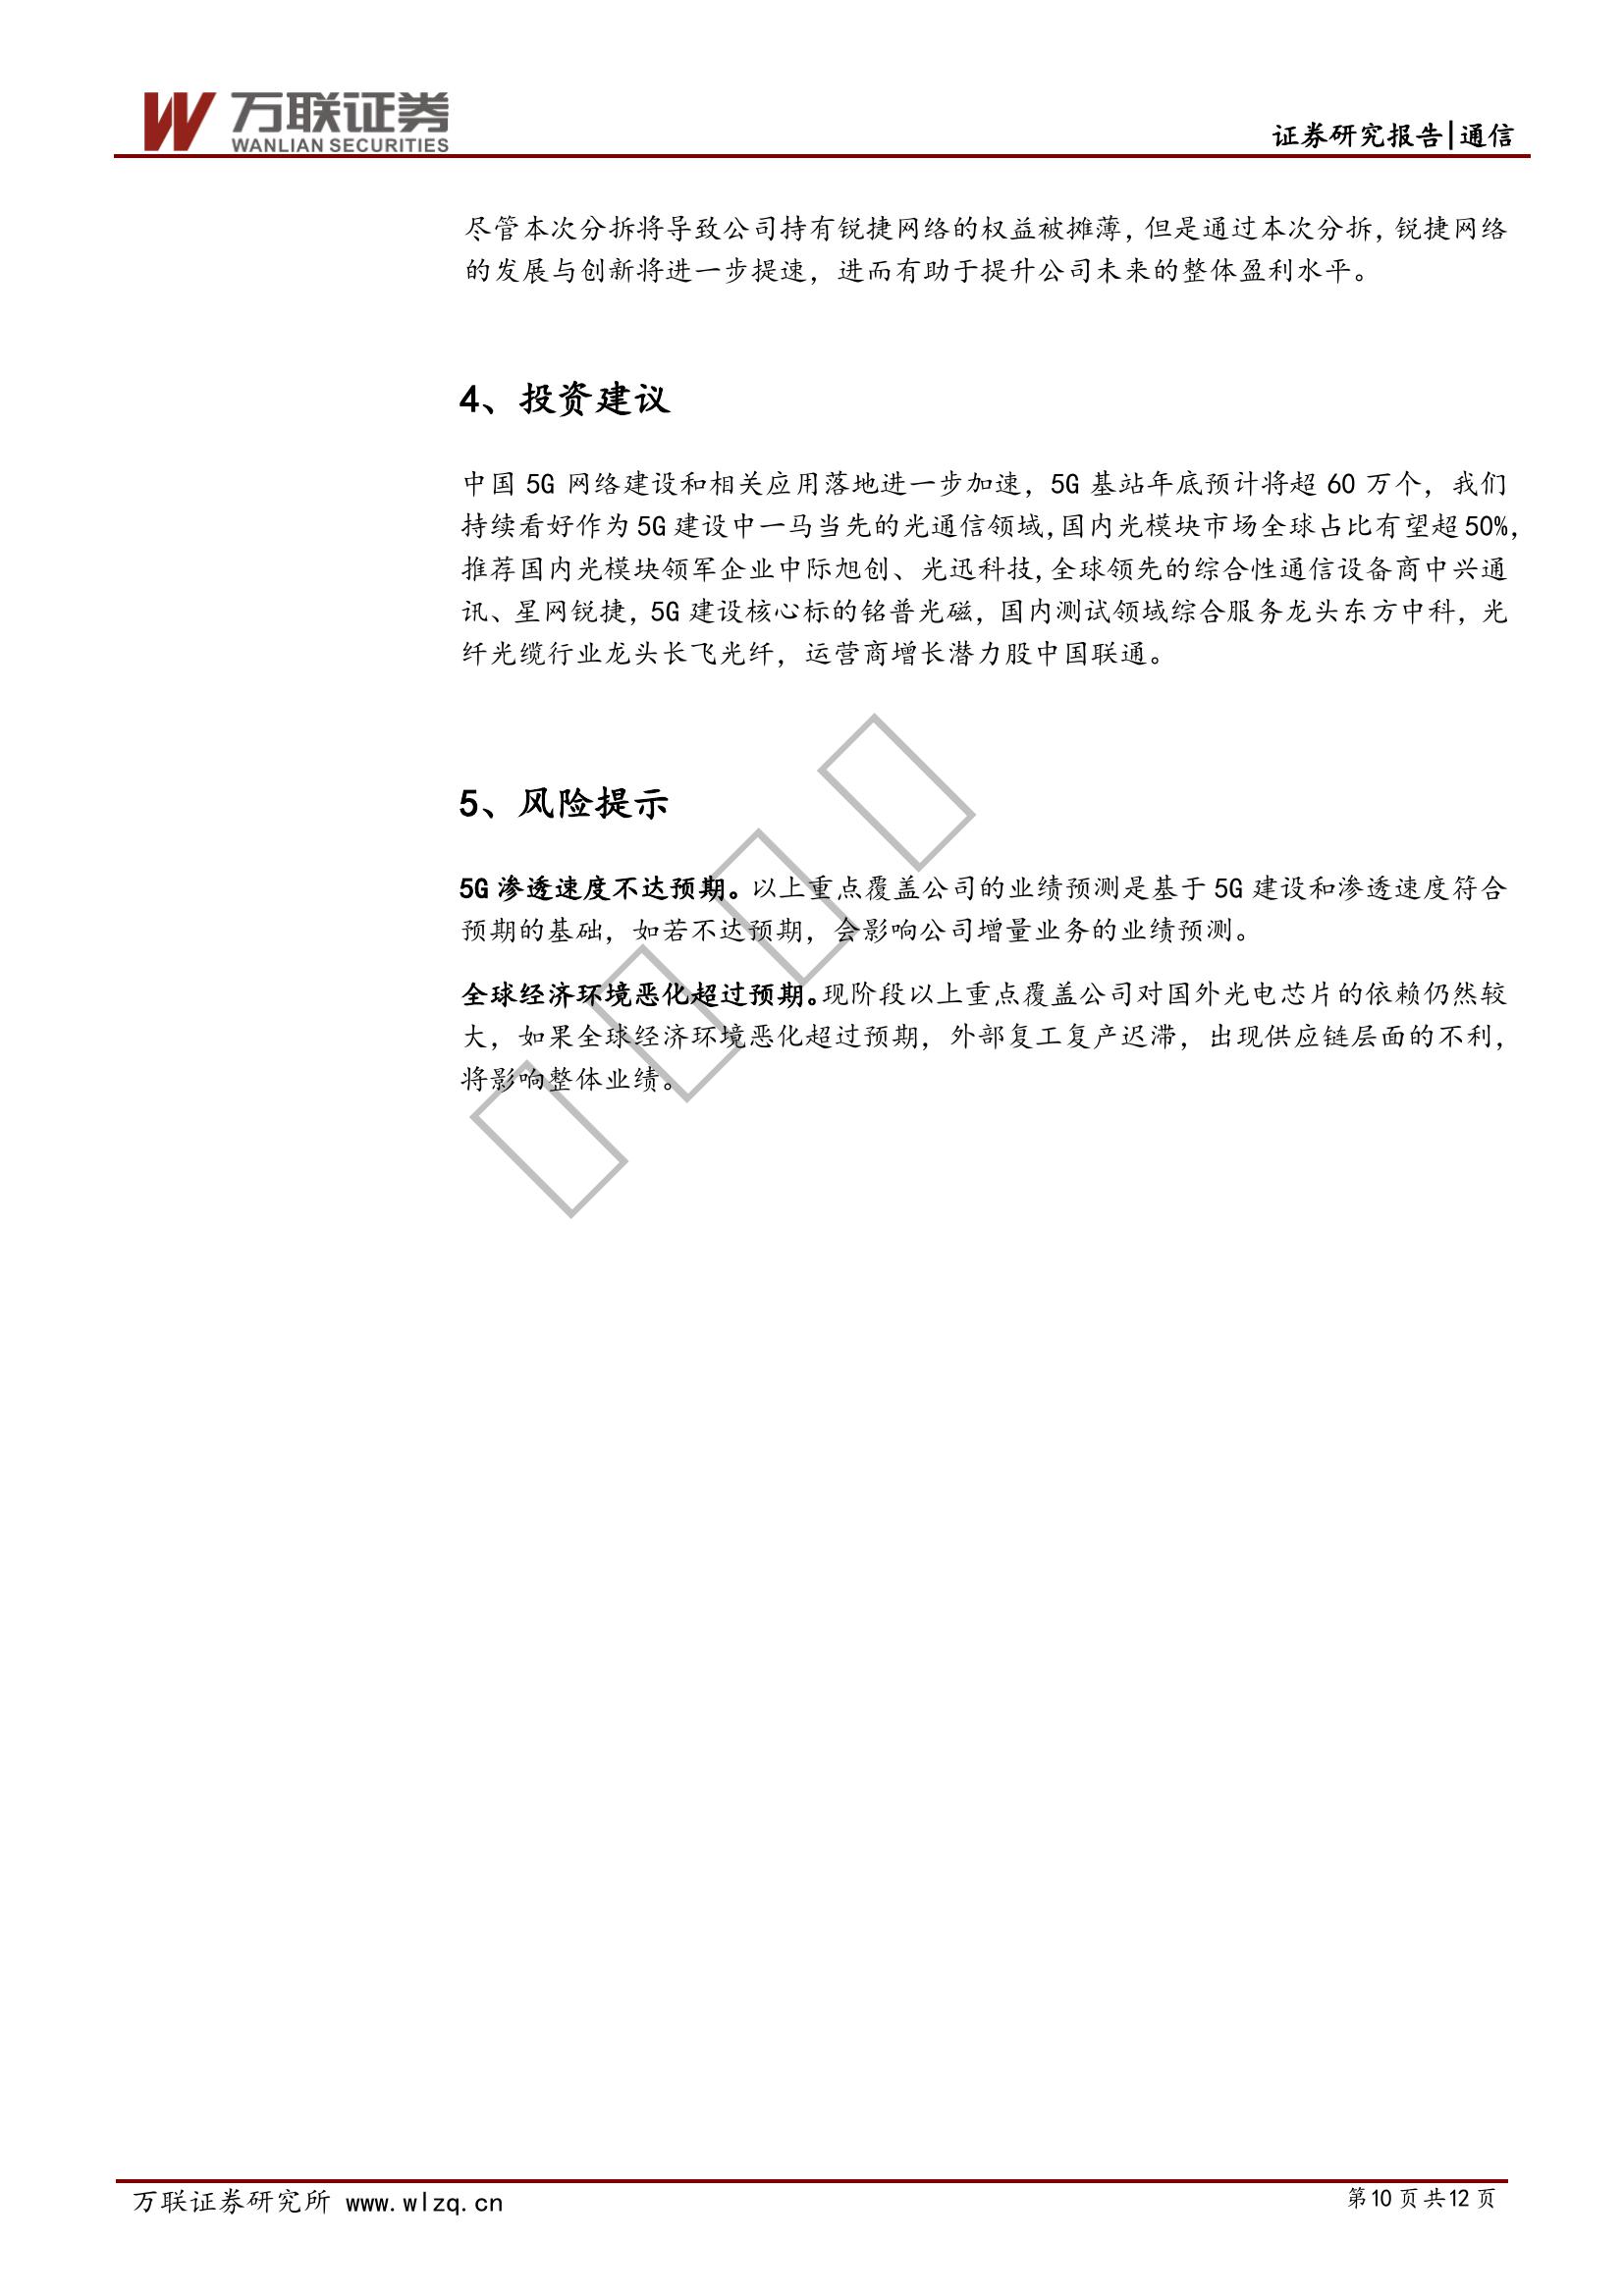 万联证券
WANLIAN SECURITIES
证券研究报告|通信
尽管本次分拆将导致公司持有锐捷网络的权益被摊薄，但是通过本次分拆，锐捷网络
的发展与创新将进一步提速，进而有助于提升公司未来的整体盈利水平。
4、投资建议
中国 5G 网络建设和相关应用落地进一步加速，5G 基站年底预计将超 60 万个，我们
持续看好作为 5G 建设中一马当先的光通信领域，国内光模块市场全球占比有望超 50%，
推荐国内光模块领军企业中际旭创、光迅科技，全球领先的综合性通信设备商中兴通
讯、星网锐捷，5G 建设核心标的铭普光磁，国内测试领域综合服务龙头东方中科，光
纤光缆行业龙头长飞光纤，运营商增长潜力股中国联通。
5、风险提示
5G 渗透速度不达预期。以上重点覆盖公司的业绩预测是基于 5G 建设和渗透速度符合
预期的基础，如若不达预期，会影响公司增量业务的业绩预测。
全球经济环境恶化超过预期。现阶段以上重点覆盖公司对国外光电芯片的依赖仍然较
大，如果全球经济环境恶化超过预期，外部复工复产迟滞，出现供应链层面的不利，
将影响整体业绩。
万联证券研究所 www.wlzq.cn
第 10 页 共 12 页